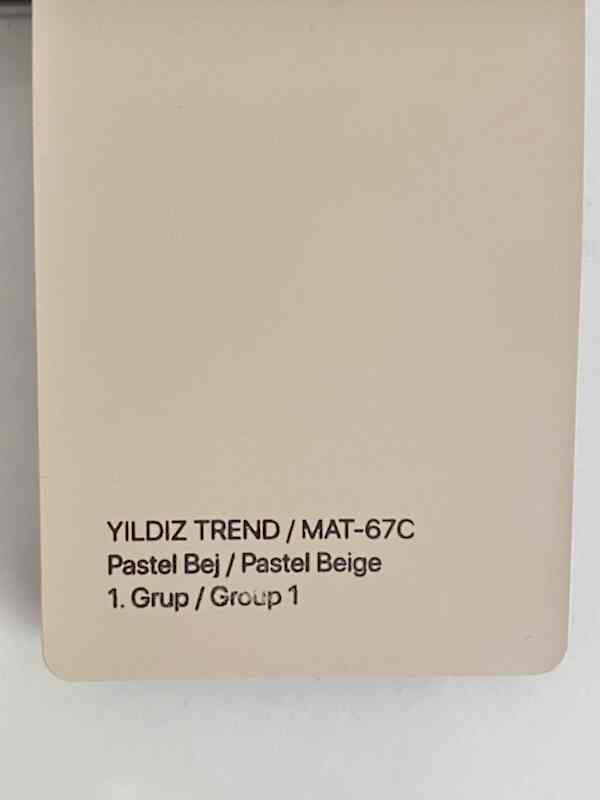 YILDIZ TREND / MAT-67C
Pastel Bej / Pastel Beige
1. Grup / Group 1